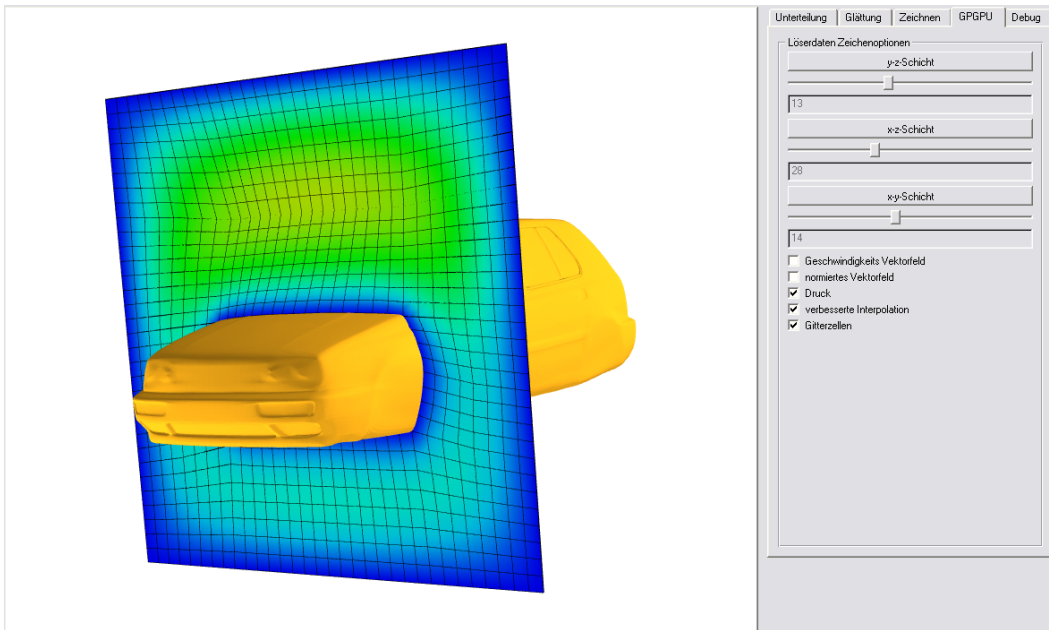 Unterteilung Glättung Zeichnen GPGPU Debug
Löserdaten Zeichenoptionen
y-z-Schicht
13
x-z-Schicht
28
x-y-Schicht
14
Geschwindigkeits Vektorfeld
normiertes Vektorfeld
Druck
verbesserte Interpolation
Gitterzellen